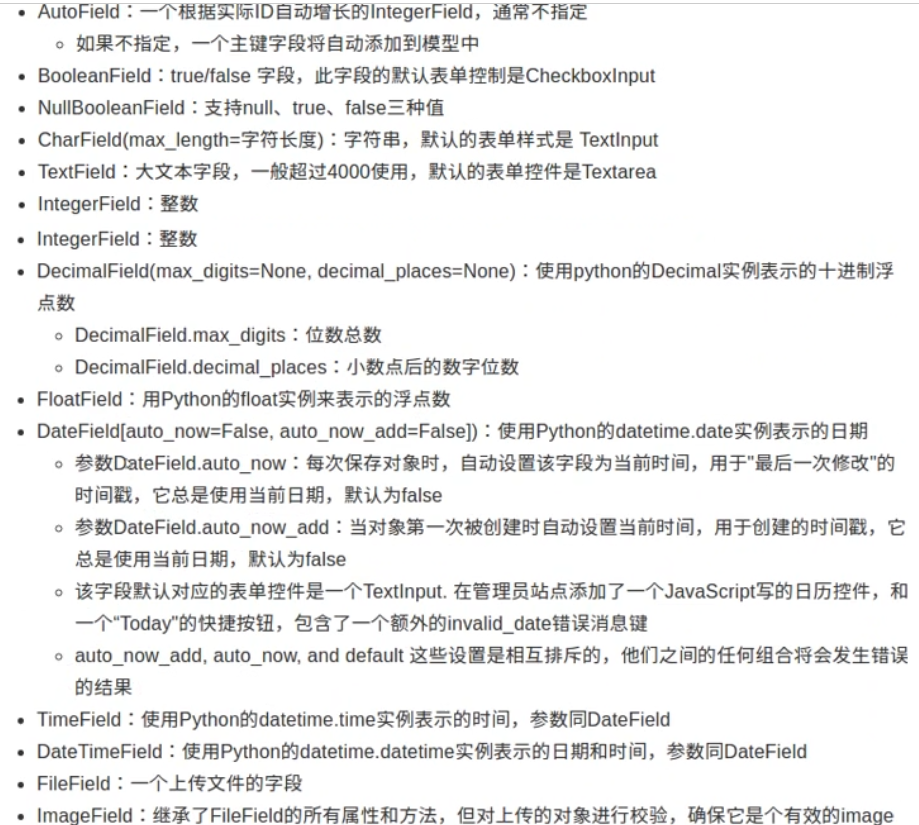 AutoField：一个根据实际ID自动增长的IntegerField，通常不指定
如果不指定，一个主键字段将自动添加到模型中
BooleanField：true/false 字段，此字段的默认表单控制是CheckboxInput
NullBooleanField：支持null、true、false三种值
CharField(max_length=字符长度)：字符串，默认的表单样式是 TextInput
TextField：大文本字段，一般超过4000使用，默认的表单控件是Textarea
IntegerField：整数
IntegerField：整数
DecimalField(max_digits=None, decimal_places=None)：使用python的Decimal实例表示的十进制浮
点数
DecimalField.max_digits：位数总数
DecimalField.decimal_places：小数点后的数字位数
FloatField：用Python的float实例来表示的浮点数
DateField[auto_now=False, auto_now_add=False])：使用Python的datetime.date实例表示的日期
参数DateField.auto_now：每次保存对象时，自动设置该字段为当前时间，用于"最后一次修改"的
时间戳，它总是使用当前日期，默认为false
参数DateField.auto_now_add：当对象第一次被创建时自动设置当前时间，用于创建的时间戳，它
总是使用当前日期，默认为false
该字段默认对应的表单控件是一个TextInput. 在管理员站点添加了一个JavaScript写的日历控件，和
一个“Today"的快捷按钮，包含了一个额外的invalid_date错误消息键
auto_now_add, auto_now, and default 这些设置是相互排斥的，他们之间的任何组合将会发生错误
的结果
TimeField：使用Python的datetime.time实例表示的时间，参数同DateField
DateTimeField：使用Python的datetime.datetime实例表示的日期和时间，参数同DateField
FileField：一个上传文件的字段
ImageField：继承了FileField的所有属性和方法，但对上传的对象进行校验，确保它是个有效的image